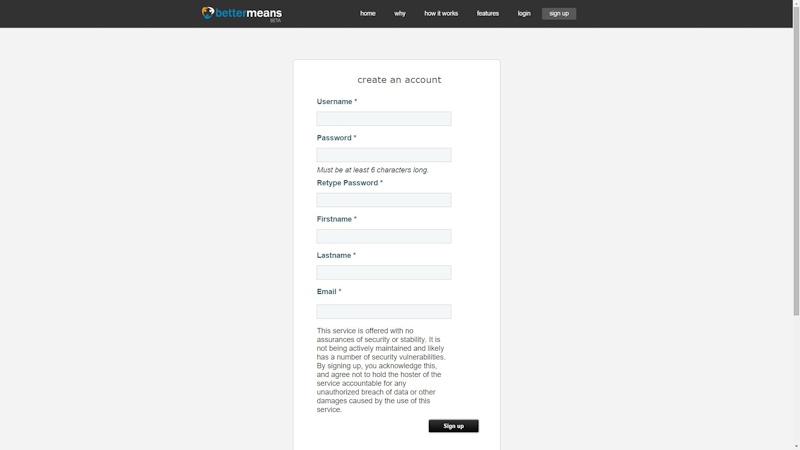 bettermeans
BETA
home why how it works features login sign up
create an account
Username *
Password *
Must be at least 6 characters long.
Retype Password *
Firstname *
Lastname *
Email *
This service is offered with no
assurances of security or stability. It is
not being actively maintained and likely
has a number of security vulnerabilities.
By signing up, you acknowledge this,
and agree not to hold the hoster of the
service accountable for any
unauthorized breach of data or other
damages caused by the use of this
service.
Sign up